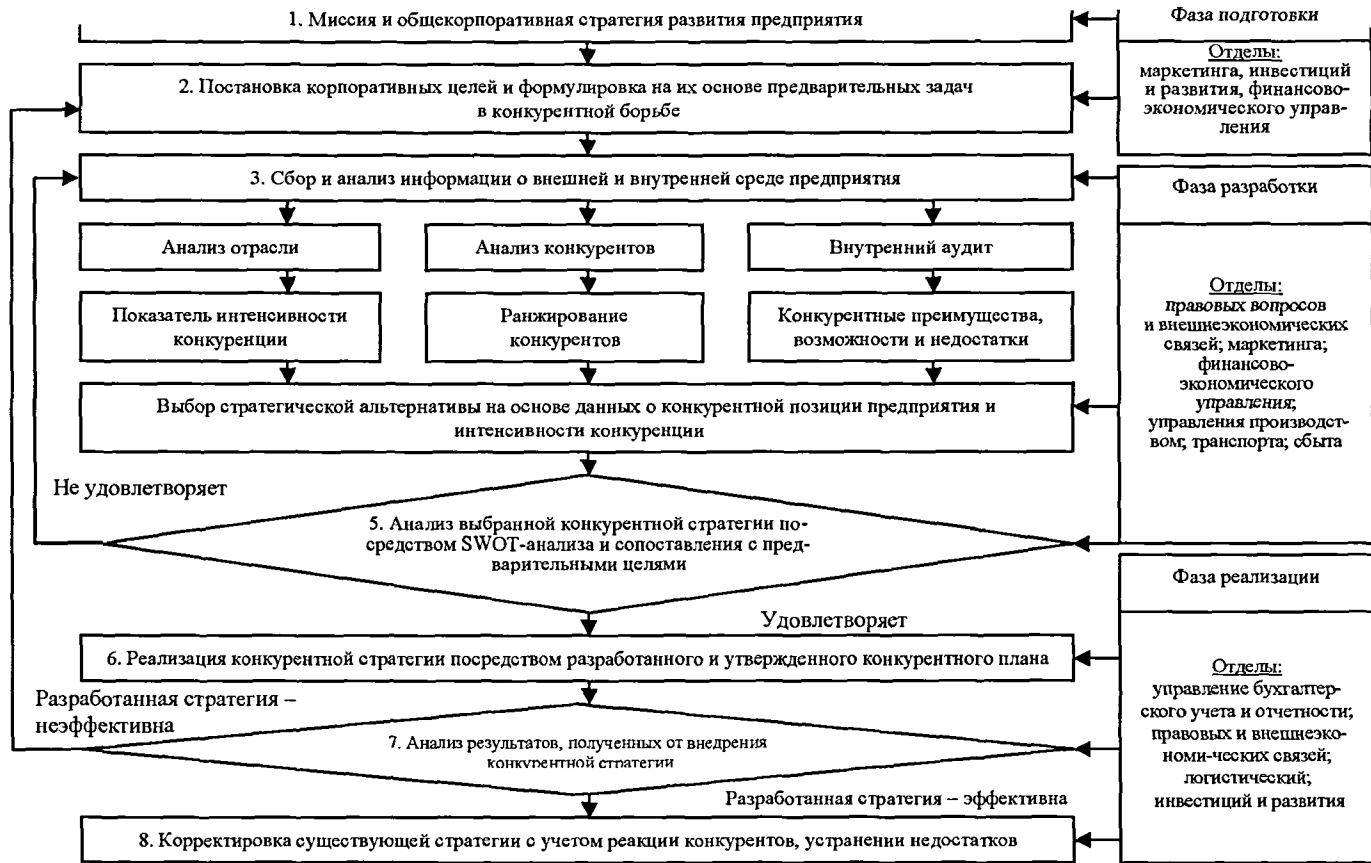 1. Миссия и общекорпоративная стратегия развития предприятия
Фаза подготовки
Отделы:
маркетинга, инвестиций
и развития, финансово-
экономического управ-
ления
2. Постановка корпоративных целей и формулировка на их основе предварительных задач
в конкурентной борьбе
3. Сбор и анализ информации о внешней и внутренней среде предприятия
Фаза разработки
Анализ отрасли
Анализ конкурентов
Внутренний аудит
Показатель интенсивности
конкуренции
Ранжирование
конкурентов
Конкурентные преимущества,
возможности и недостатки
Отделы:
правовых вопросов
и внешнеэкономических
связей; маркетинга;
финансово-
экономического
управления;
управления производст-
вом; транспорта; сбыта
Выбор стратегической альтернативы на основе данных о конкурентной позиции предприятия и
интенсивности конкуренции
Не удовлетворяет
5. Анализ выбранной конкурентной стратегии по-
средством SWOT-анализа и сопоставления с пред-
варительными целями
Фаза реализации
Удовлетворяет
6. Реализация конкурентной стратегии посредством разработанного и утвержденного конкурентного плана
Отделы:
управление бухгалтер-
ского учета и отчетности;
правовых и внешнеэко-
номи-ческих связей;
логистический;
инвестиций и развития
Разработанная стратегия –
неэффективна
7. Анализ результатов, полученных от внедрения
конкурентной стратегии
Разработанная стратегия – эффективна
8. Корректировка существующей стратегии с учетом реакции конкурентов, устранении недостатков